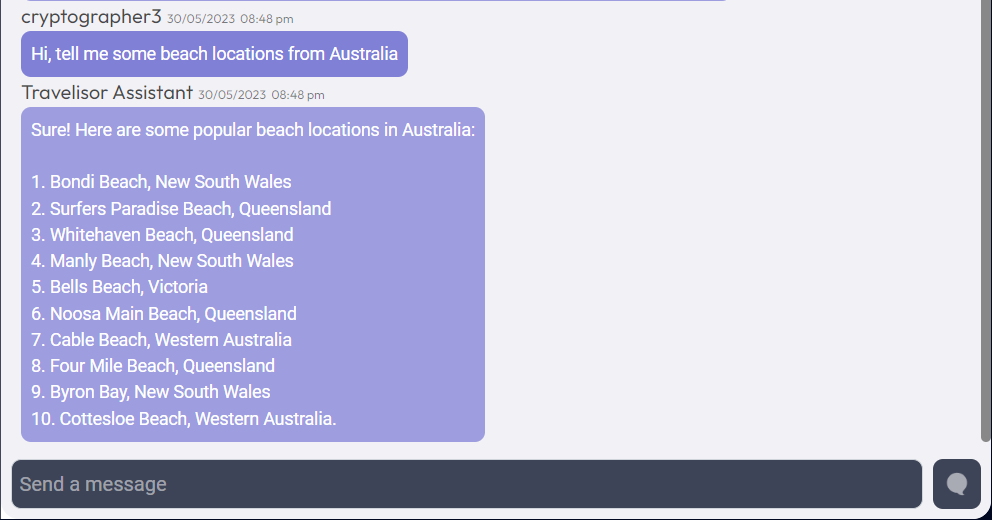 cryptographer3 30/05/2023 08:48 pm
Hi, tell me some beach locations from Australia
Travelisor Assistant 30/05/2023 08:48 pm
Sure! Here are some popular beach locations in Australia:
1. Bondi Beach, New South Wales
2. Surfers Paradise Beach, Queensland
3. Whitehaven Beach, Queensland
4. Manly Beach, New South Wales
5. Bells Beach, Victoria
6. Noosa Main Beach, Queensland
7. Cable Beach, Western Australia
8. Four Mile Beach, Queensland
9. Byron Bay, New South Wales
10. Cottesloe Beach, Western Australia.
Send a message